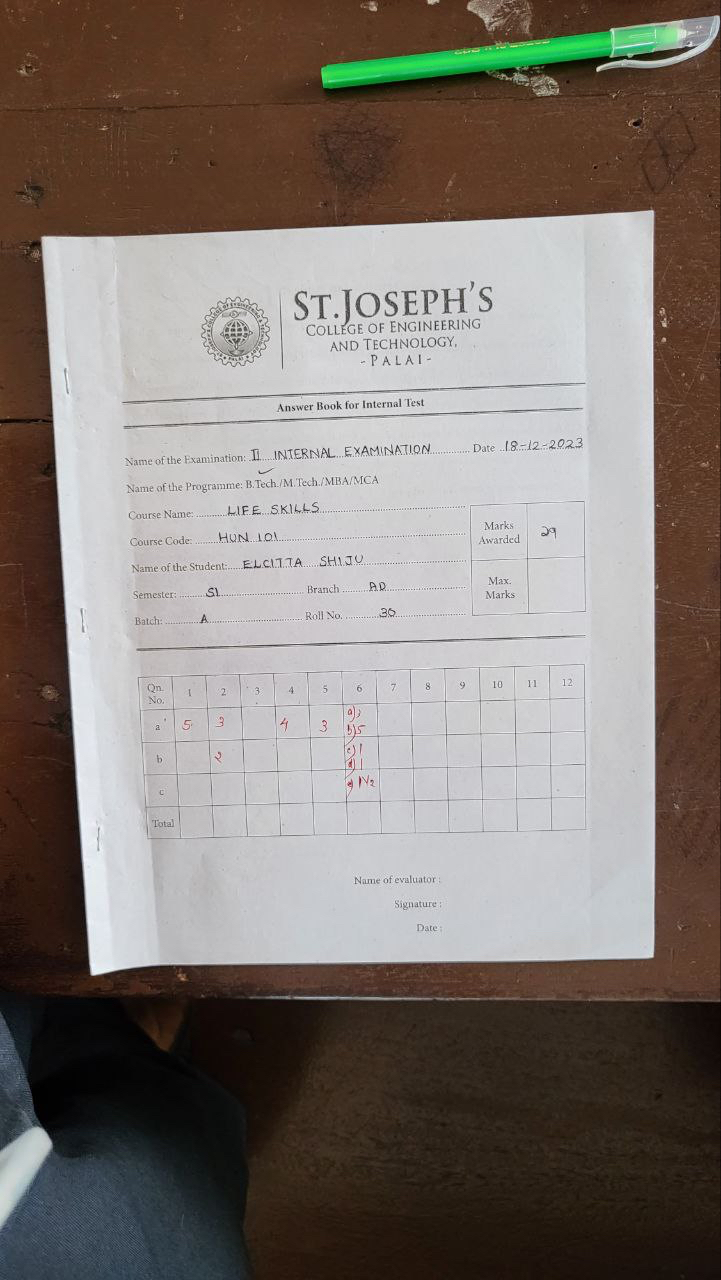 ST.JOSEPH'S
COLLEGE OF ENGINEERING
AND TECHNOLOGY,
- PALAI -
Answer Book for Internal Test
Name of the Examination: II INTERNAL EXAMINATION Date 18-12-2023
Name of the Programme: B.Tech./M.Tech./MBA/MCA
Course Name: LIFE SKILLS
Course Code: HUN 101
Marks Awarded 29
Name of the Student: ELCITTA SHIJU
Semester: S1 Branch AD
Max. Marks
Batch: A Roll No. 30
Qn. No. 1 2 3 4 5 6 7 8 9 10 11 12
a 5 3 4 3 a) b)5
b 2 c)1 d)1
c e) 1½
Total
Name of evaluator :
Signature :
Date :